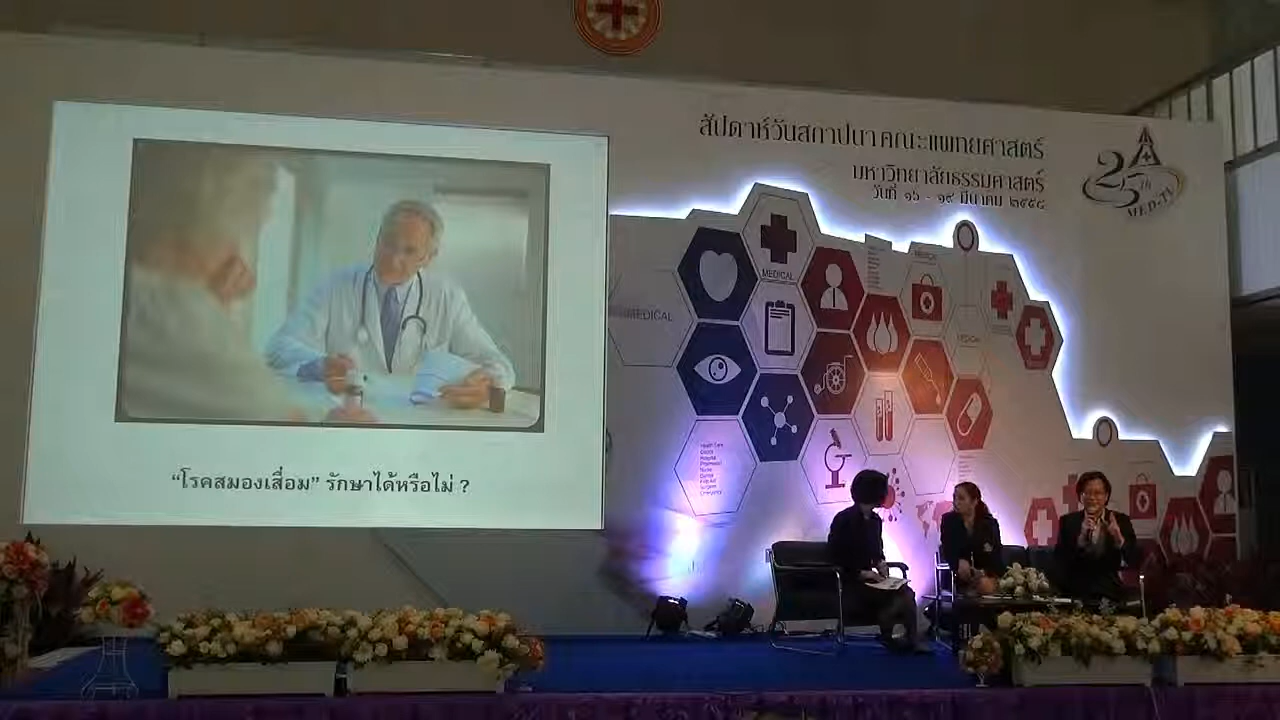 สัปดาห์วันสถาปนา คณะแพทยศาสตร์
มหาวิทยาลัยธรรมศาสตร์
วันที่ ๑๖ - ๑๙ มีนาคม ๒๕๕๘
25th
MED-TU
MEDICAL
MEDICAL
Health Care
Hospital
Emergency
“โรคสมองเสื่อม” รักษาได้หรือไม่ ?